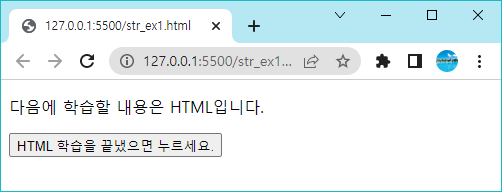 127.0.0.1:5500/str_ex1.html
127.0.0.1:5500/str_ex1...
다음에 학습할 내용은 HTML입니다.
HTML 학습을 끝냈으면 누르세요.